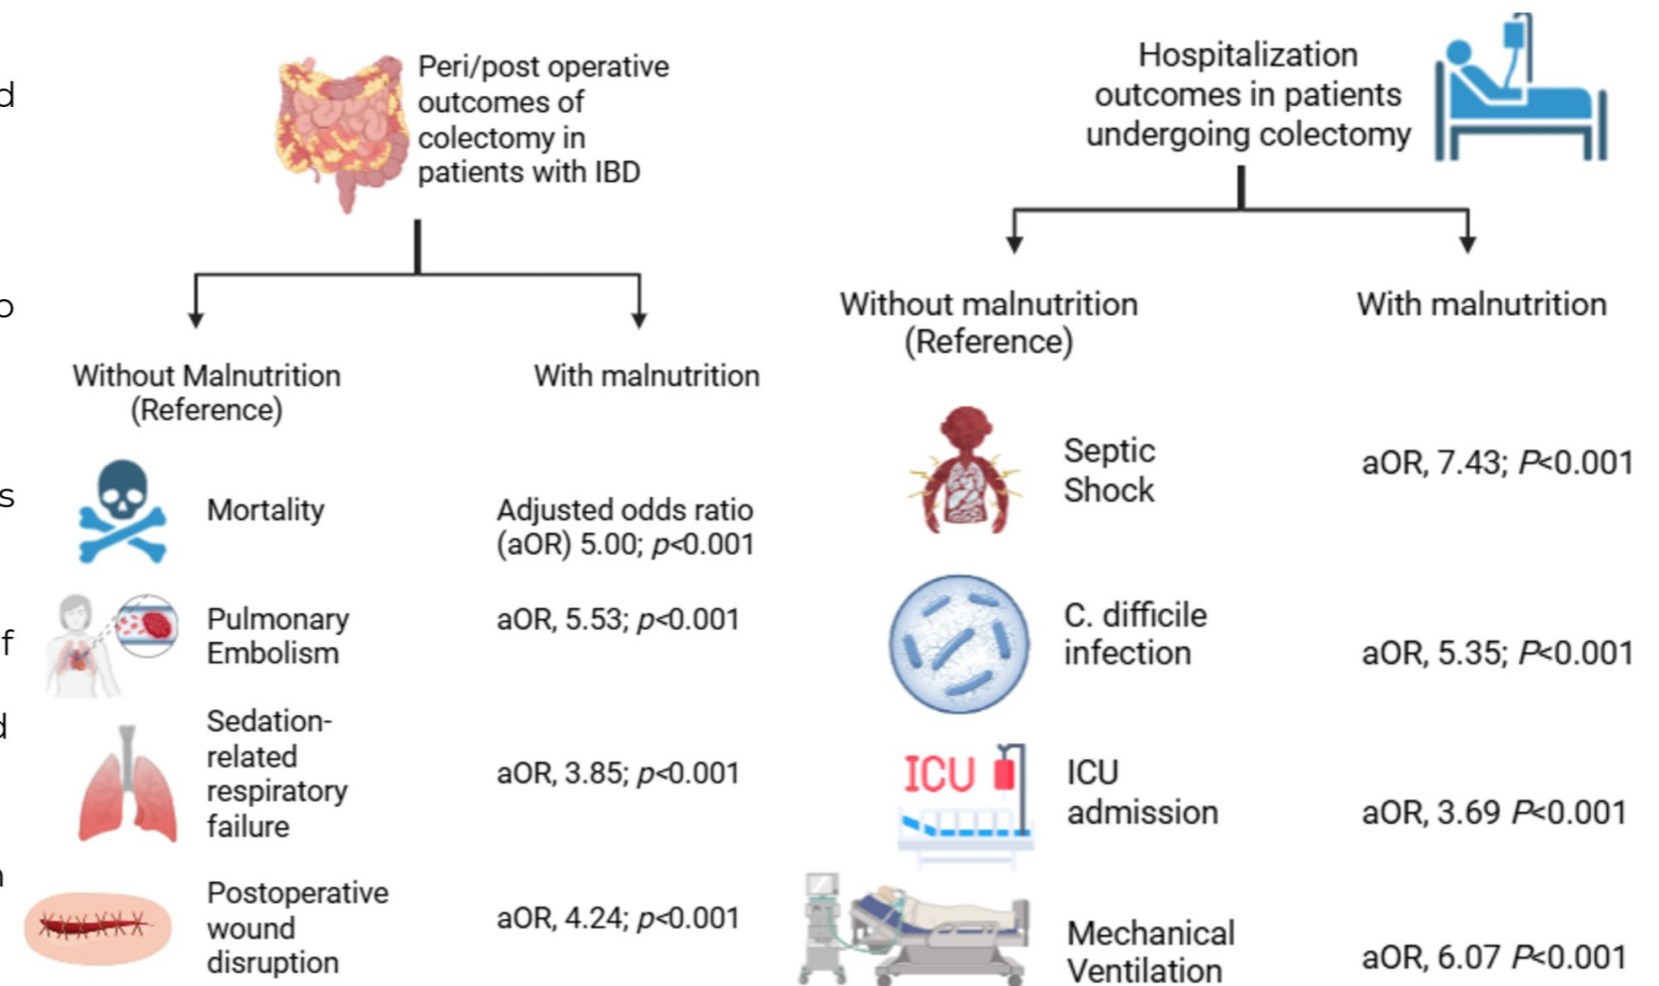 Peri/post operative
outcomes of
colectomy in
patients with IBD
Without Malnutrition
(Reference)
With malnutrition
Mortality
Adjusted odds ratio
(aOR) 5.00; p<0.001
Pulmonary
Embolism
aOR, 5.53; p<0.001
Sedation-
related
respiratory
failure
aOR, 3.85; p<0.001
Postoperative
wound
disruption
aOR, 4.24; p<0.001
Hospitalization
outcomes in patients
undergoing colectomy
Without malnutrition
(Reference)
With malnutrition
Septic
Shock
aOR, 7.43; P<0.001
C. difficile
infection
aOR, 5.35; P<0.001
ICU
ICU
admission
aOR, 3.69 P<0.001
Mechanical
Ventilation
aOR, 6.07 P<0.001